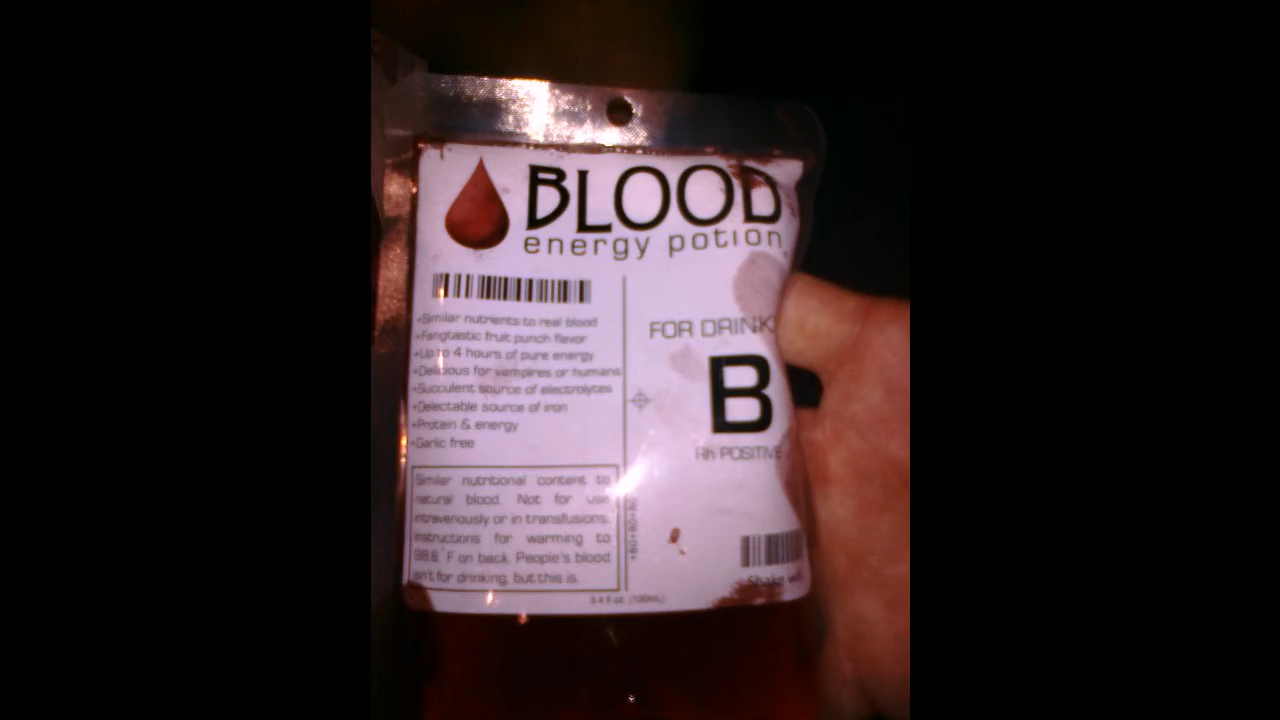 BLOOD
energy potion
+Similar nutrients to real blood
+Fangtastic fruit punch flavor
+Up to 4 hours of pure energy
+Delicious for vampires or humans
+Succulent source of electrolytes
+Delectable source of iron
+Protein & energy
+Garlic free
Similar nutritional content to
natural blood. Not for use
intravenously or in transfusions.
Instructions for warming to
98.6°F on back. People's blood
ain't for drinking, but this is.
FOR DRINK
B
Rh POSITIVE
Shake well
3.4 fl oz. (100mL)